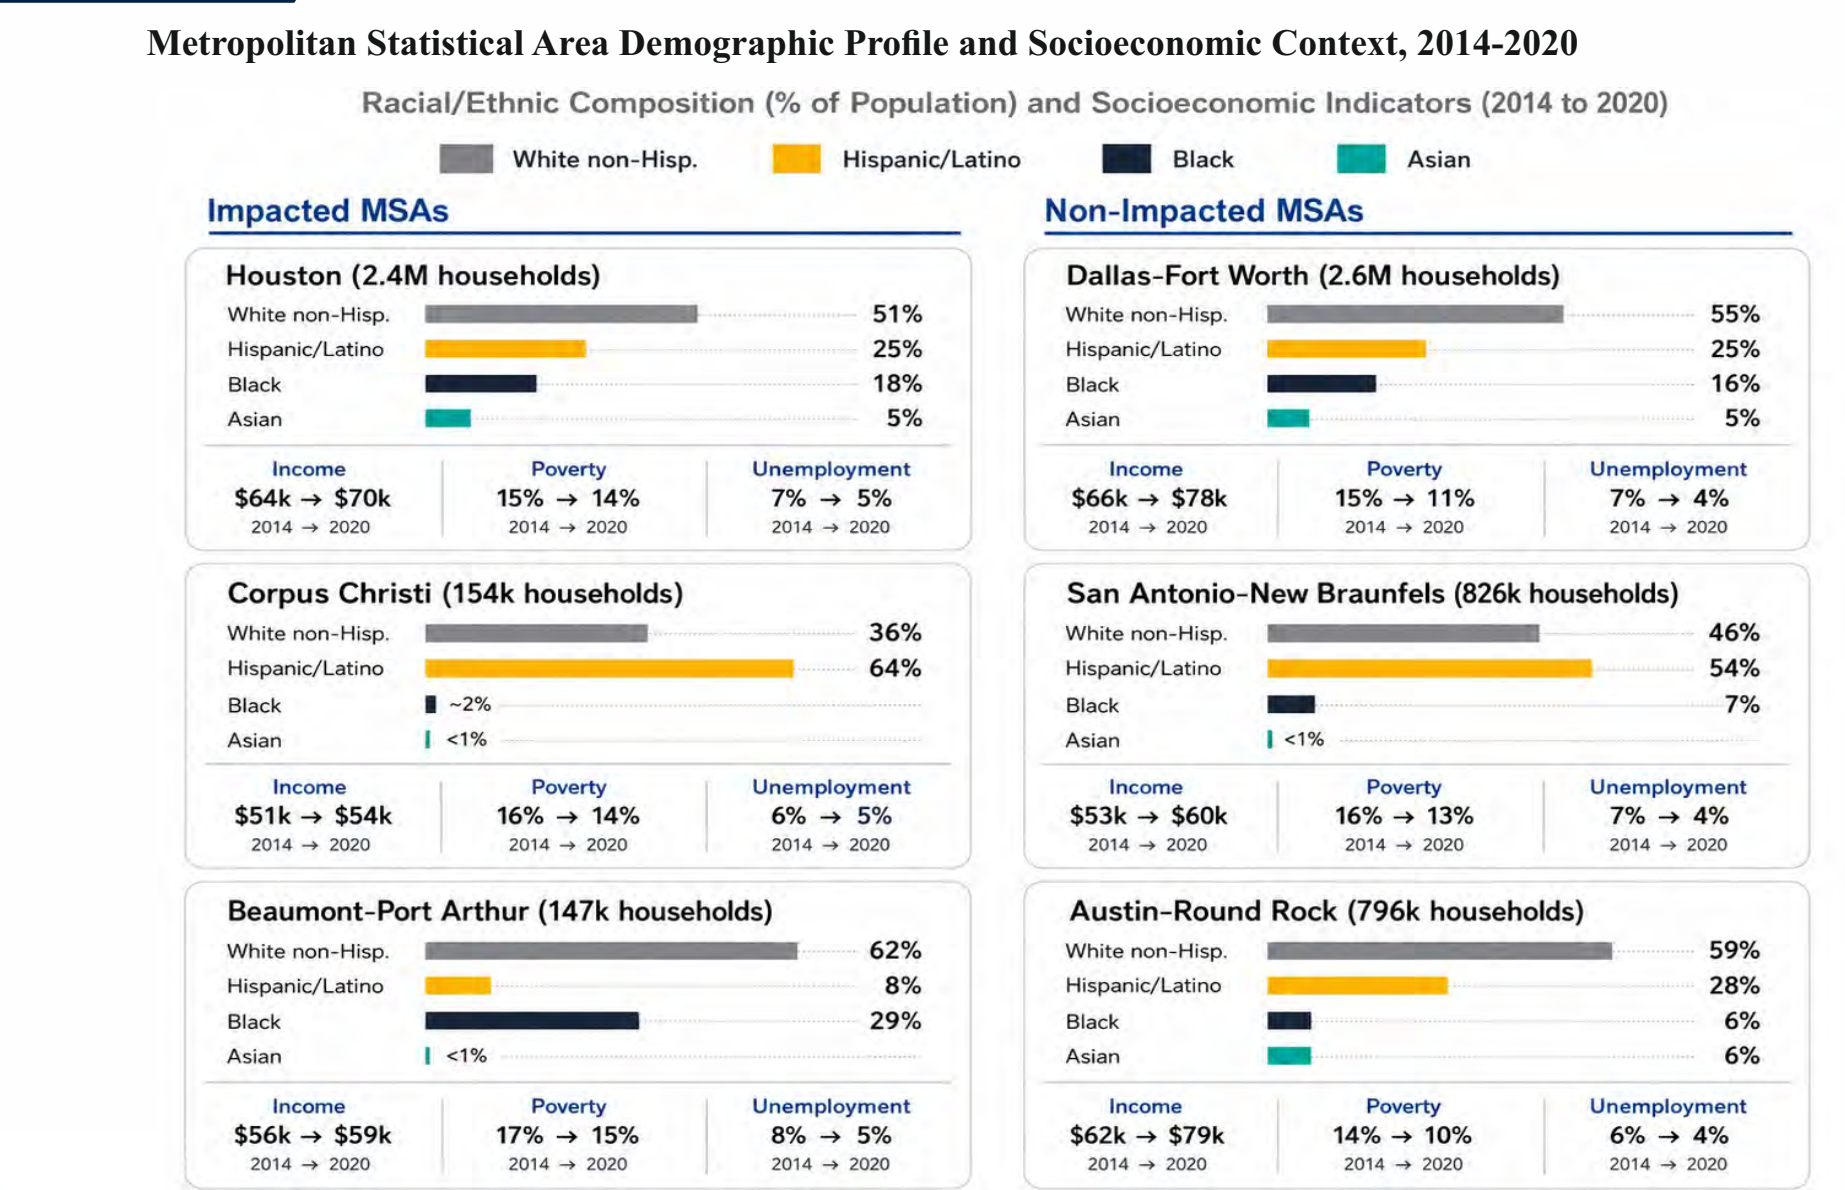 Metropolitan Statistical Area Demographic Profile and Socioeconomic Context, 2014-2020
Racial/Ethnic Composition (% of Population) and Socioeconomic Indicators (2014 to 2020)
White non-Hisp. Hispanic/Latino Black Asian
Impacted MSAs
Houston (2.4M households)
White non-Hisp. 51%
Hispanic/Latino 25%
Black 18%
Asian 5%
Income Poverty Unemployment
$64k → $70k 15% → 14% 7% → 5%
2014 → 2020 2014 → 2020 2014 → 2020
Corpus Christi (154k households)
White non-Hisp. 36%
Hispanic/Latino 64%
Black ~2%
Asian <1%
Income Poverty Unemployment
$51k → $54k 16% → 14% 6% → 5%
2014 → 2020 2014 → 2020 2014 → 2020
Beaumont-Port Arthur (147k households)
White non-Hisp. 62%
Hispanic/Latino 8%
Black 29%
Asian <1%
Income Poverty Unemployment
$56k → $59k 17% → 15% 8% → 5%
2014 → 2020 2014 → 2020 2014 → 2020
Non-Impacted MSAs
Dallas-Fort Worth (2.6M households)
White non-Hisp. 55%
Hispanic/Latino 25%
Black 16%
Asian 5%
Income Poverty Unemployment
$66k → $78k 15% → 11% 7% → 4%
2014 → 2020 2014 → 2020 2014 → 2020
San Antonio-New Braunfels (826k households)
White non-Hisp. 46%
Hispanic/Latino 54%
Black 7%
Asian <1%
Income Poverty Unemployment
$53k → $60k 16% → 13% 7% → 4%
2014 → 2020 2014 → 2020 2014 → 2020
Austin-Round Rock (796k households)
White non-Hisp. 59%
Hispanic/Latino 28%
Black 6%
Asian 6%
Income Poverty Unemployment
$62k → $79k 14% → 10% 6% → 4%
2014 → 2020 2014 → 2020 2014 → 2020